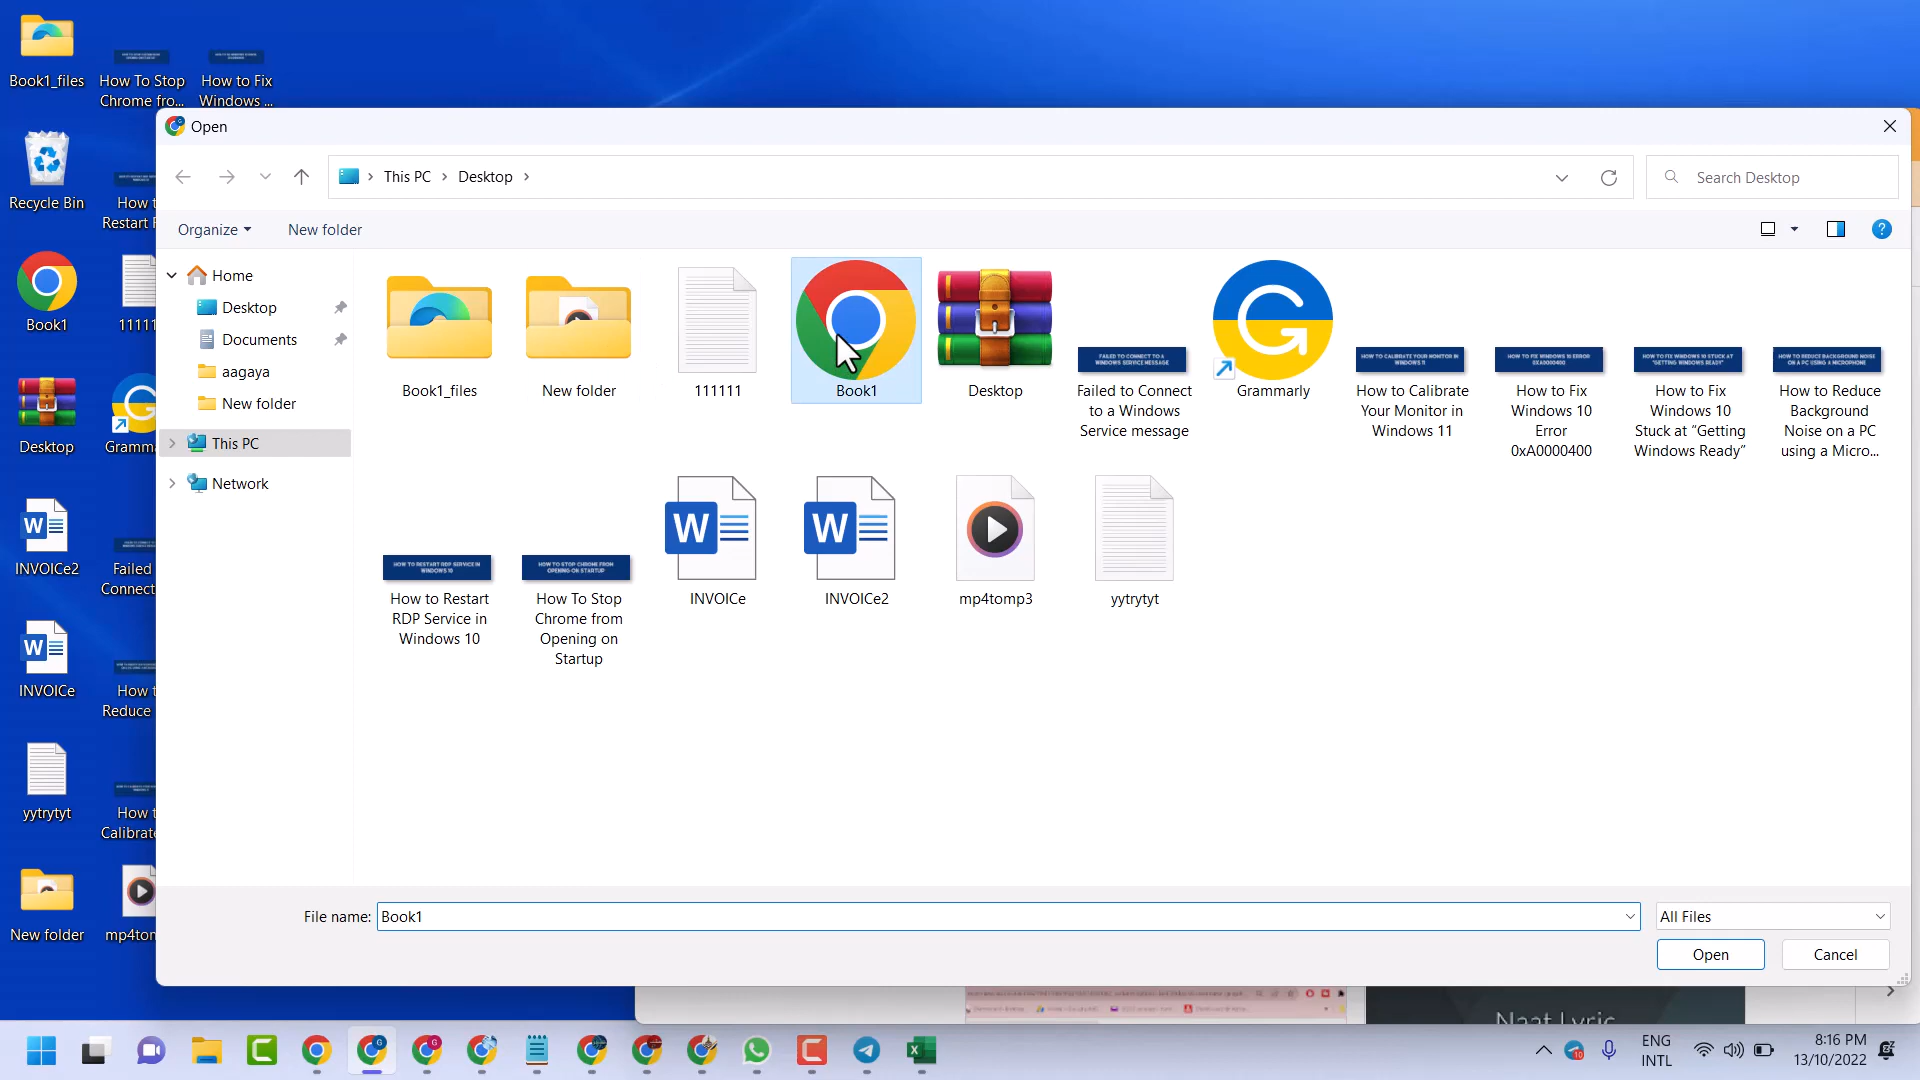 Book1_files
How To Stop
Chrome fro...
How to Fix
Windows ...
Recycle Bin
How t
Restart F
Book1
11111
Desktop
Gramma
INVOICe2
Failed
Connect
INVOICe
How t
Reduce
yytrytyt
How t
Calibrate
New folder
mp4ton
Open
This PC
Desktop
Search Desktop
Organize
New folder
Home
Desktop
Documents
aagaya
New folder
This PC
Network
Book1_files
New folder
111111
Book1
Desktop
FAILED TO CONNECT TO A
WINDOWS SERVICE MESSAGE
Failed to Connect
to a Windows
Service message
Grammarly
HOW TO CALIBRATE YOUR MONITOR IN
WINDOWS 11
How to Calibrate
Your Monitor in
Windows 11
HOW TO FIX WINDOWS 10 ERROR
0XA0000400
How to Fix
Windows 10
Error
0xA0000400
HOW TO FIX WINDOWS 10 STUCK AT
"GETTING WINDOWS READY"
How to Fix
Windows 10
Stuck at “Getting
Windows Ready”
HOW TO REDUCE BACKGROUND NOISE
ON A PC USING A MICROPHONE
How to Reduce
Background
Noise on a PC
using a Micro...
HOW TO RESTART RDP SERVICE IN
WINDOWS 10
How to Restart
RDP Service in
Windows 10
HOW TO STOP CHROME FROM
OPENING ON STARTUP
How To Stop
Chrome from
Opening on
Startup
INVOICe
INVOICe2
mp4tomp3
yytrytyt
File name:
Book1
All Files
Open
Cancel
Naat Lyric
ENG
INTL
8:16 PM
13/10/2022